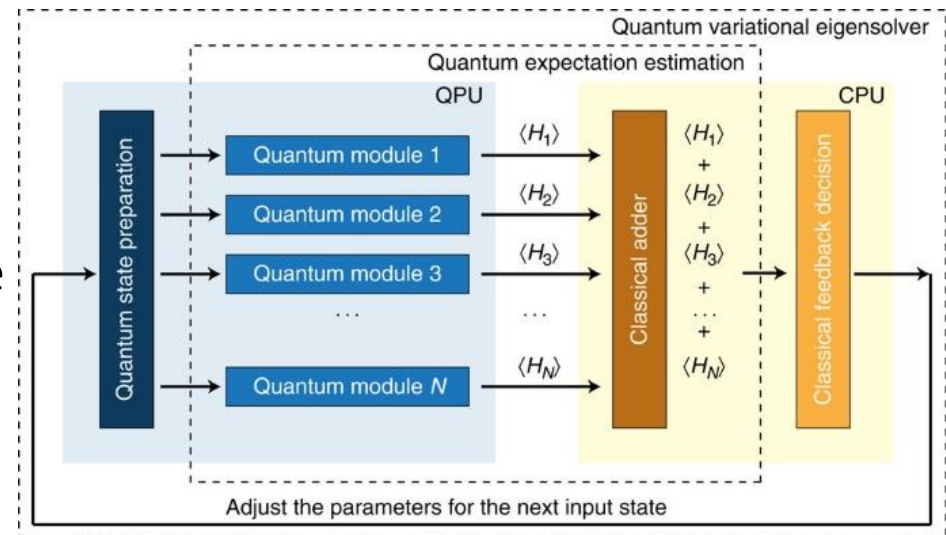 Quantum variational eigensolver
Quantum expectation estimation
QPU
CPU
Quantum state preparation
Quantum module 1
Quantum module 2
Quantum module 3
...
Quantum module N
⟨H₁⟩
⟨H₂⟩
⟨H₃⟩
...
⟨H_N⟩
Classical adder
⟨H₁⟩
+
⟨H₂⟩
+
⟨H₃⟩
+
...
+
⟨H_N⟩
Classical feedback decision
Adjust the parameters for the next input state